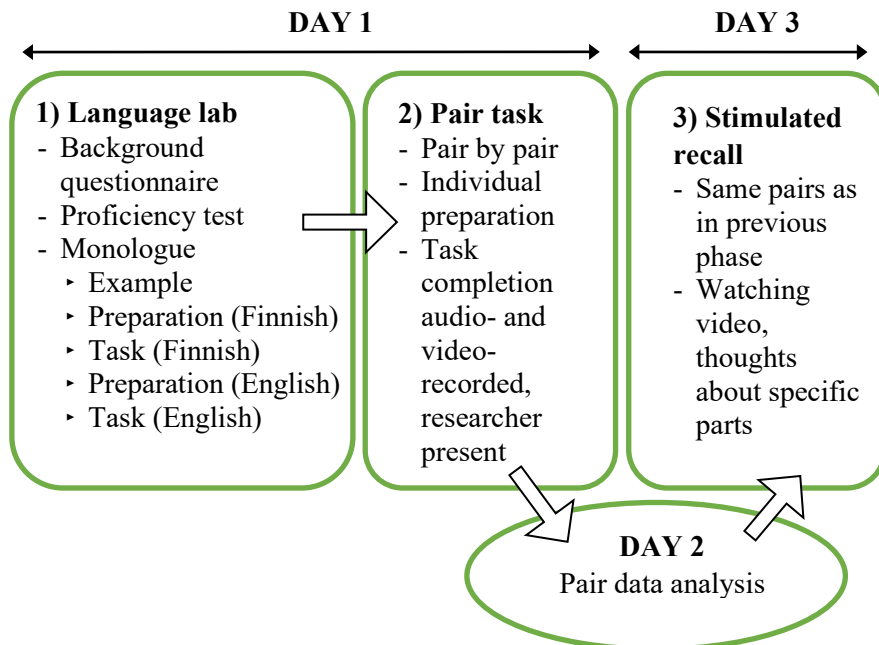 DAY 1
DAY 3
1) Language lab
- Background
questionnaire
- Proficiency test
- Monologue
‣ Example
‣ Preparation (Finnish)
‣ Task (Finnish)
‣ Preparation (English)
‣ Task (English)
2) Pair task
- Pair by pair
- Individual
preparation
- Task
completion
audio- and
video-
recorded,
researcher
present
3) Stimulated
recall
- Same pairs as
in previous
phase
- Watching
video,
thoughts
about specific
parts
DAY 2
Pair data analysis